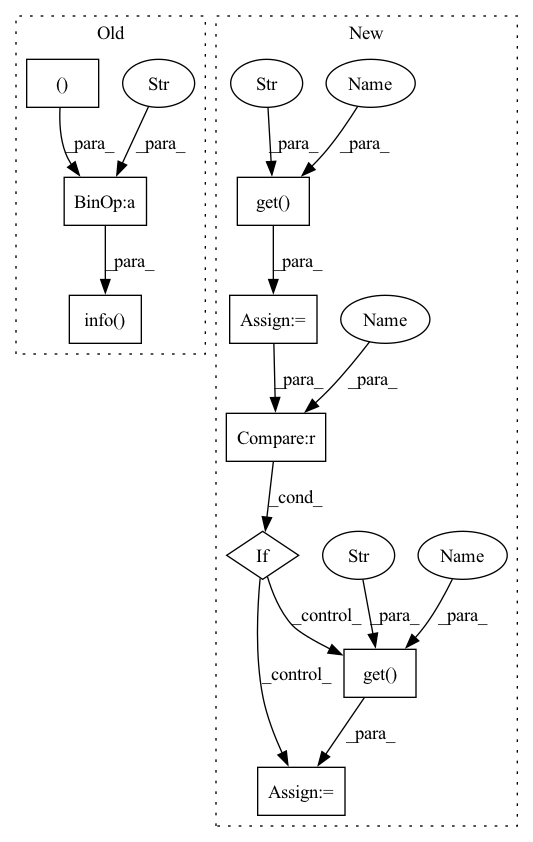 Old
New
()
Str
Str
Name
_para_
_para_
_para_
_para_
BinOp:a
get()
_para_
_para_
info()
Assign:=
Name
_para_
_para_
Compare:r
_cond_
If
Str
Name
_control_
_para_
_para_
_control_
get()
_para_
Assign:=